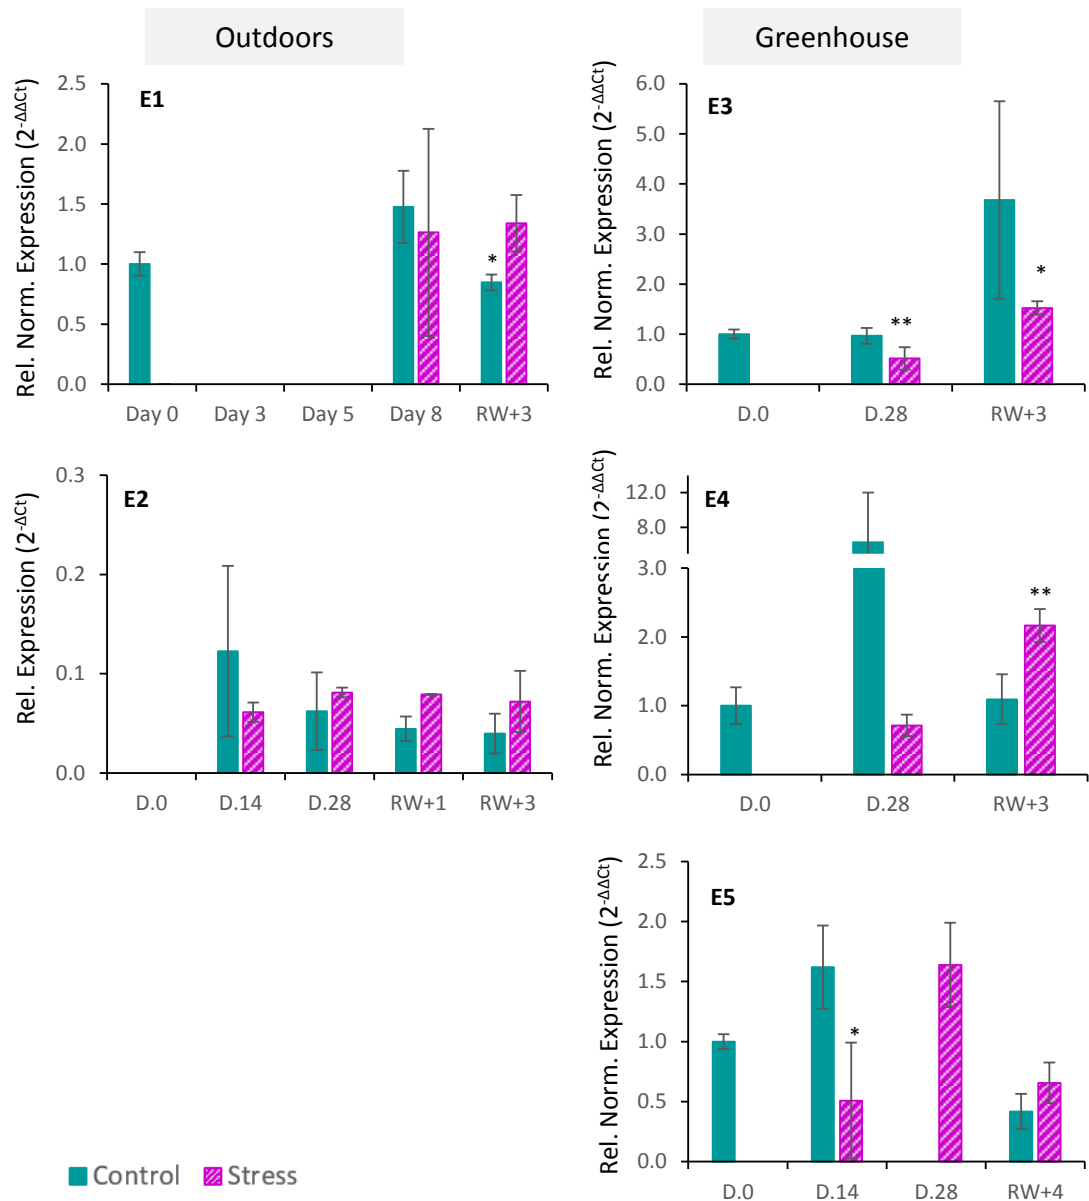 Outdoors
Greenhouse
Rel. Norm. Expression (2^-ΔΔCt)
2.5
2.0
1.5
1.0
0.5
0.0
E1
*
Day 0 Day 3 Day 5 Day 8 RW+3
Rel. Norm. Expression (2^-ΔΔCt)
6.0
5.0
4.0
3.0
2.0
1.0
0.0
E3
**
*
D.0 D.28 RW+3
Rel. Expression (2^-ΔCt)
0.3
0.2
0.1
0.0
E2
D.0 D.14 D.28 RW+1 RW+3
Rel. Norm. Expression (2^-ΔΔCt)
12.0
8.0
3.0
2.0
1.0
0.0
E4
**
D.0 D.28 RW+3
Rel. Norm. Expression (2^-ΔΔCt)
2.5
2.0
1.5
1.0
0.5
0.0
E5
*
D.0 D.14 D.28 RW+4
Control Stress